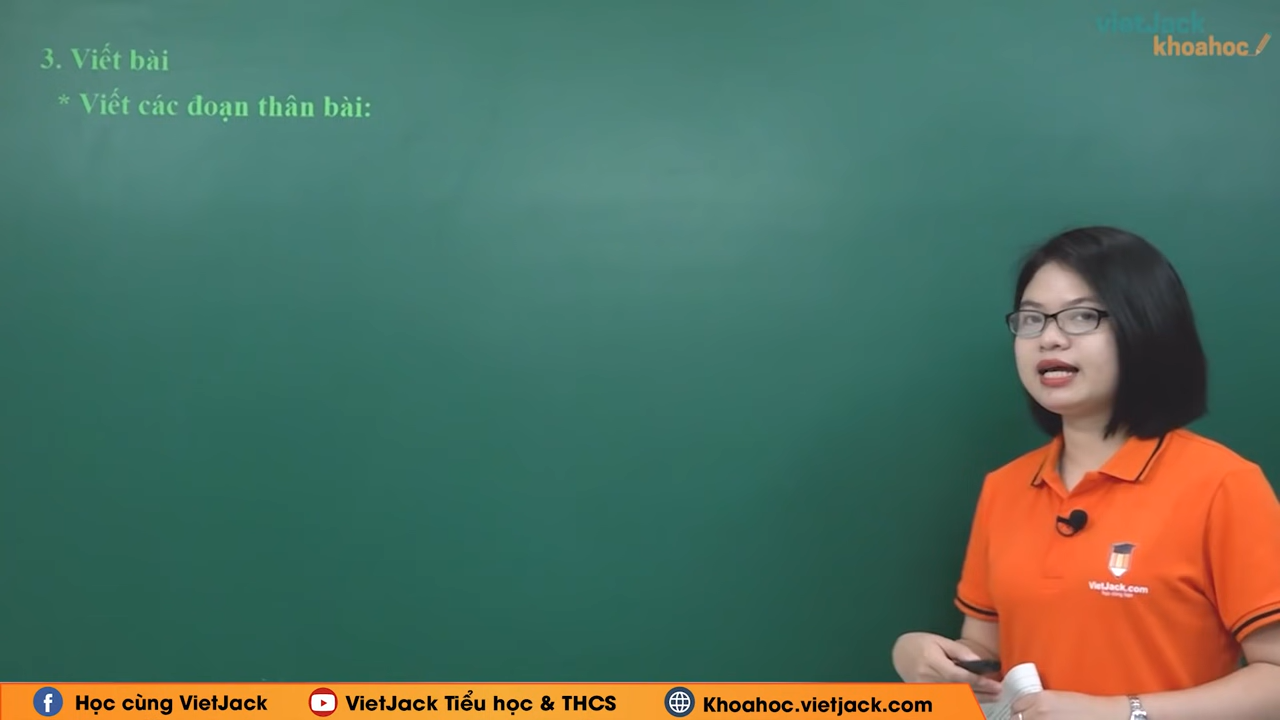 vietJack
khoahoc
3. Viết bài
* Viết các đoạn thân bài:
VietJack.com
Học cùng VietJack
VietJack Tiểu học & THCS
Khoahoc.vietjack.com